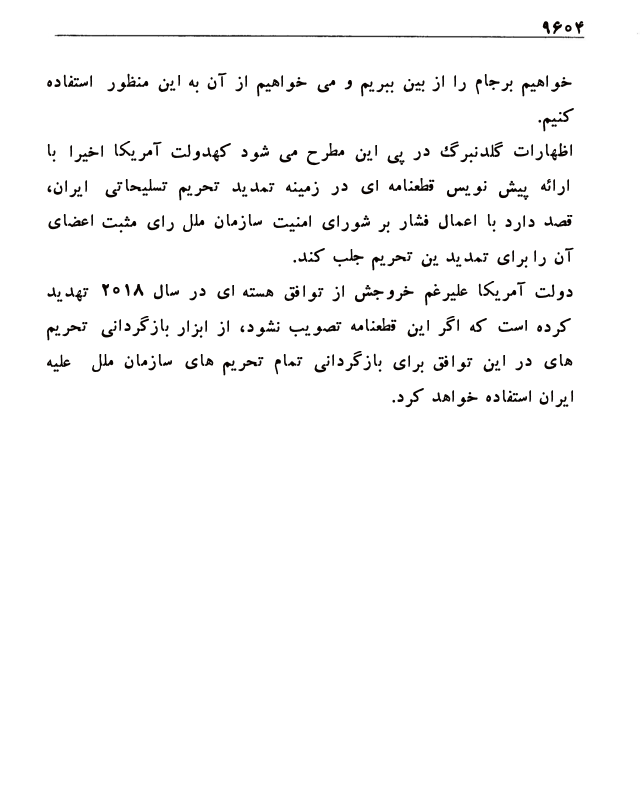 ۹۶۰۴
خواهیم برجام را از بین ببریم و می خواهیم از آن به این منظور استفاده
کنیم.
اظهارات گلدنبرگ در پی این مطرح می شود کهدولت آمریکا اخیرا با
ارائه پیش نویس قطعنامه ای در زمینه تمدید تحریم تسلیحاتی ایران،
قصد دارد با اعمال فشار بر شورای امنیت سازمان ملل رای مثبت اعضای
آن را برای تمدید ین تحریم جلب کند.
دولت آمریکا علیرغم خروجش از توافق هسته ای در سال ۲۰۱۸ تهدید
کرده است که اگر این قطعنامه تصویب نشود، از ابزار بازگردانی تحریم
های در این توافق برای بازگردانی تمام تحریم های سازمان ملل علیه
ایران استفاده خواهد کرد.